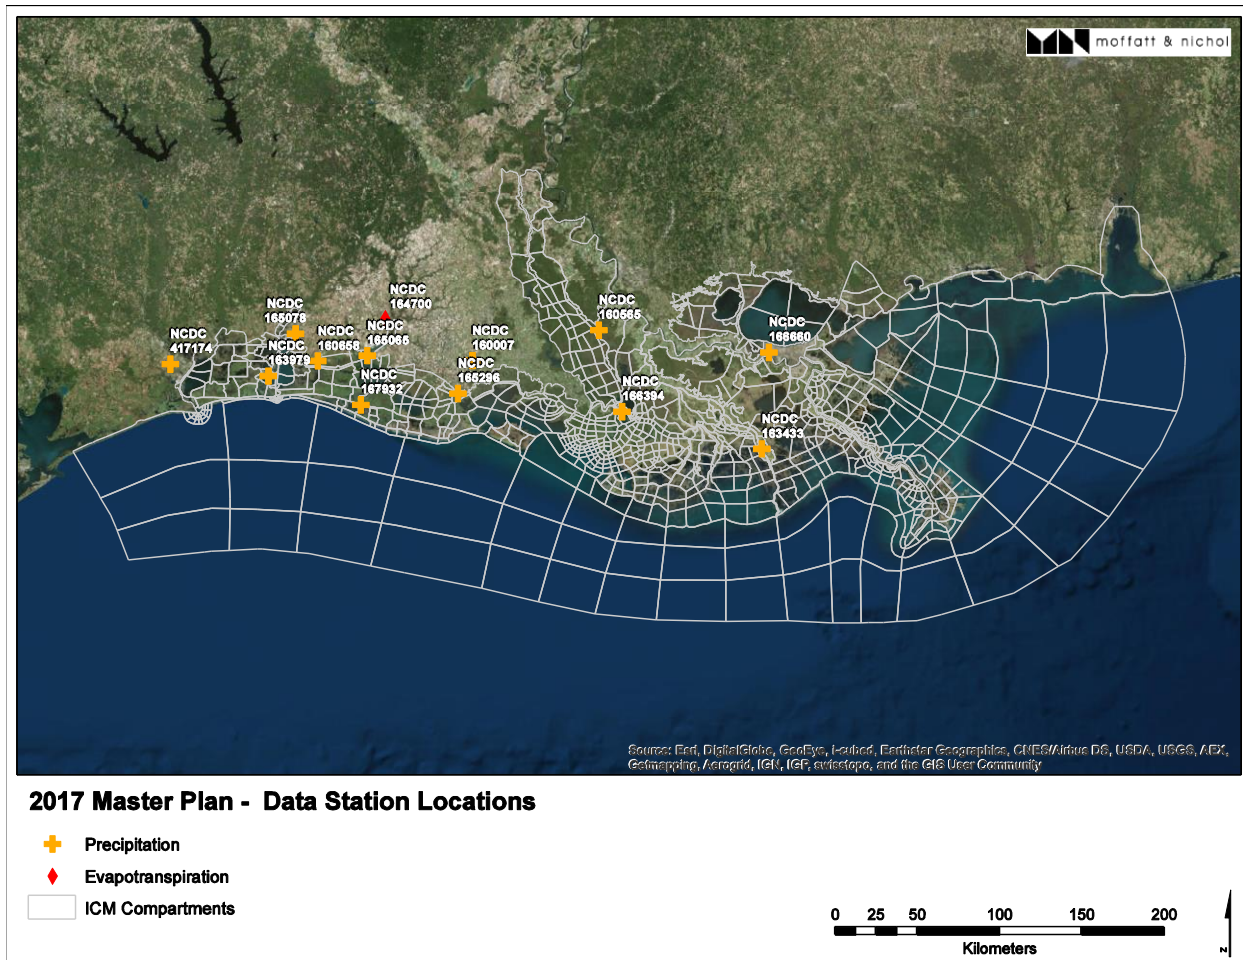 moffatt & nichol
NCDC
164700
NCDC
165078
NCDC
160565
NCDC
168660
NCDC
417174
NCDC
163979
NCDC
160658
NCDC
165065
NCDC
160007
NCDC
165296
NCDC
167932
NCDC
166394
NCDC
163433
Source: Esri, DigitalGlobe, GeoEye, i-cubed, Earthstar Geographics, CNES/Airbus DS, USDA, USGS, AEX,
Getmapping, Aerogrid, IGN, IGP, swisstopo, and the GIS User Community
2017 Master Plan - Data Station Locations
Precipitation
Evapotranspiration
ICM Compartments
0 25 50 100 150 200
Kilometers
N